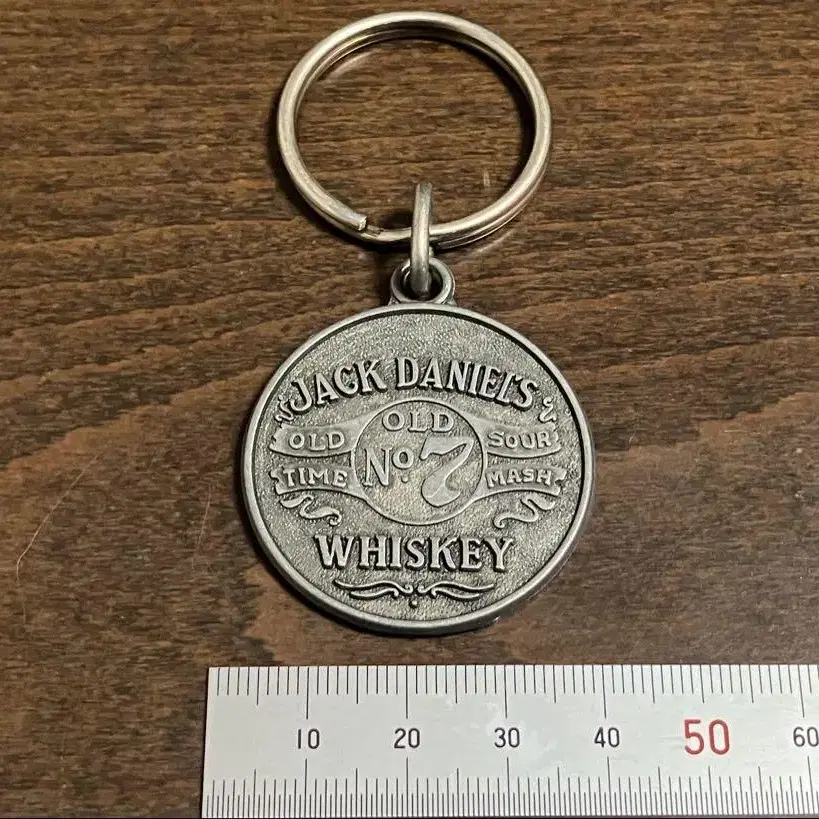 JACK DANIEL'S
OLD TIME
OLD
No. 7
SOUR MASH
WHISKEY
10 20 30 40 50 60